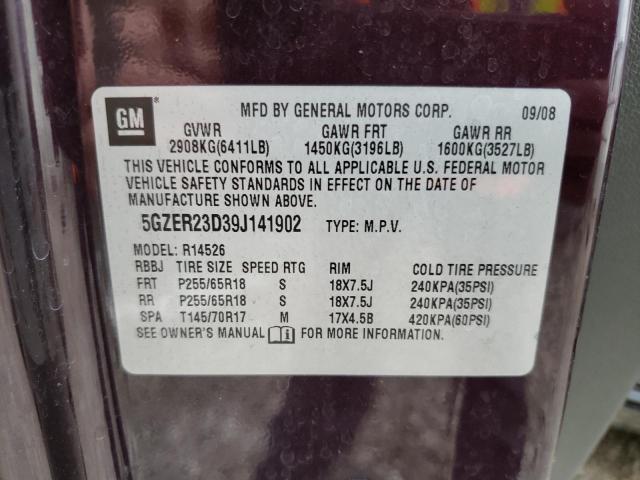 GM
MFD BY GENERAL MOTORS CORP. 09/08
GVWR GAWR FRT GAWR RR
2908KG(6411LB) 1450KG(3196LB) 1600KG(3527LB)
THIS VEHICLE CONFORMS TO ALL APPLICABLE U.S. FEDERAL MOTOR
VEHICLE SAFETY STANDARDS IN EFFECT ON THE DATE OF
MANUFACTURE SHOWN ABOVE.
5GZER23D39J141902 TYPE: M.P.V.
MODEL: R14526
RBBJ TIRE SIZE SPEED RTG RIM COLD TIRE PRESSURE
FRT P255/65R18 S 18X7.5J 240KPA(35PSI)
RR P255/65R18 S 18X7.5J 240KPA(35PSI)
SPA T145/70R17 M 17X4.5B 420KPA(60PSI)
SEE OWNER'S MANUAL FOR MORE INFORMATION.